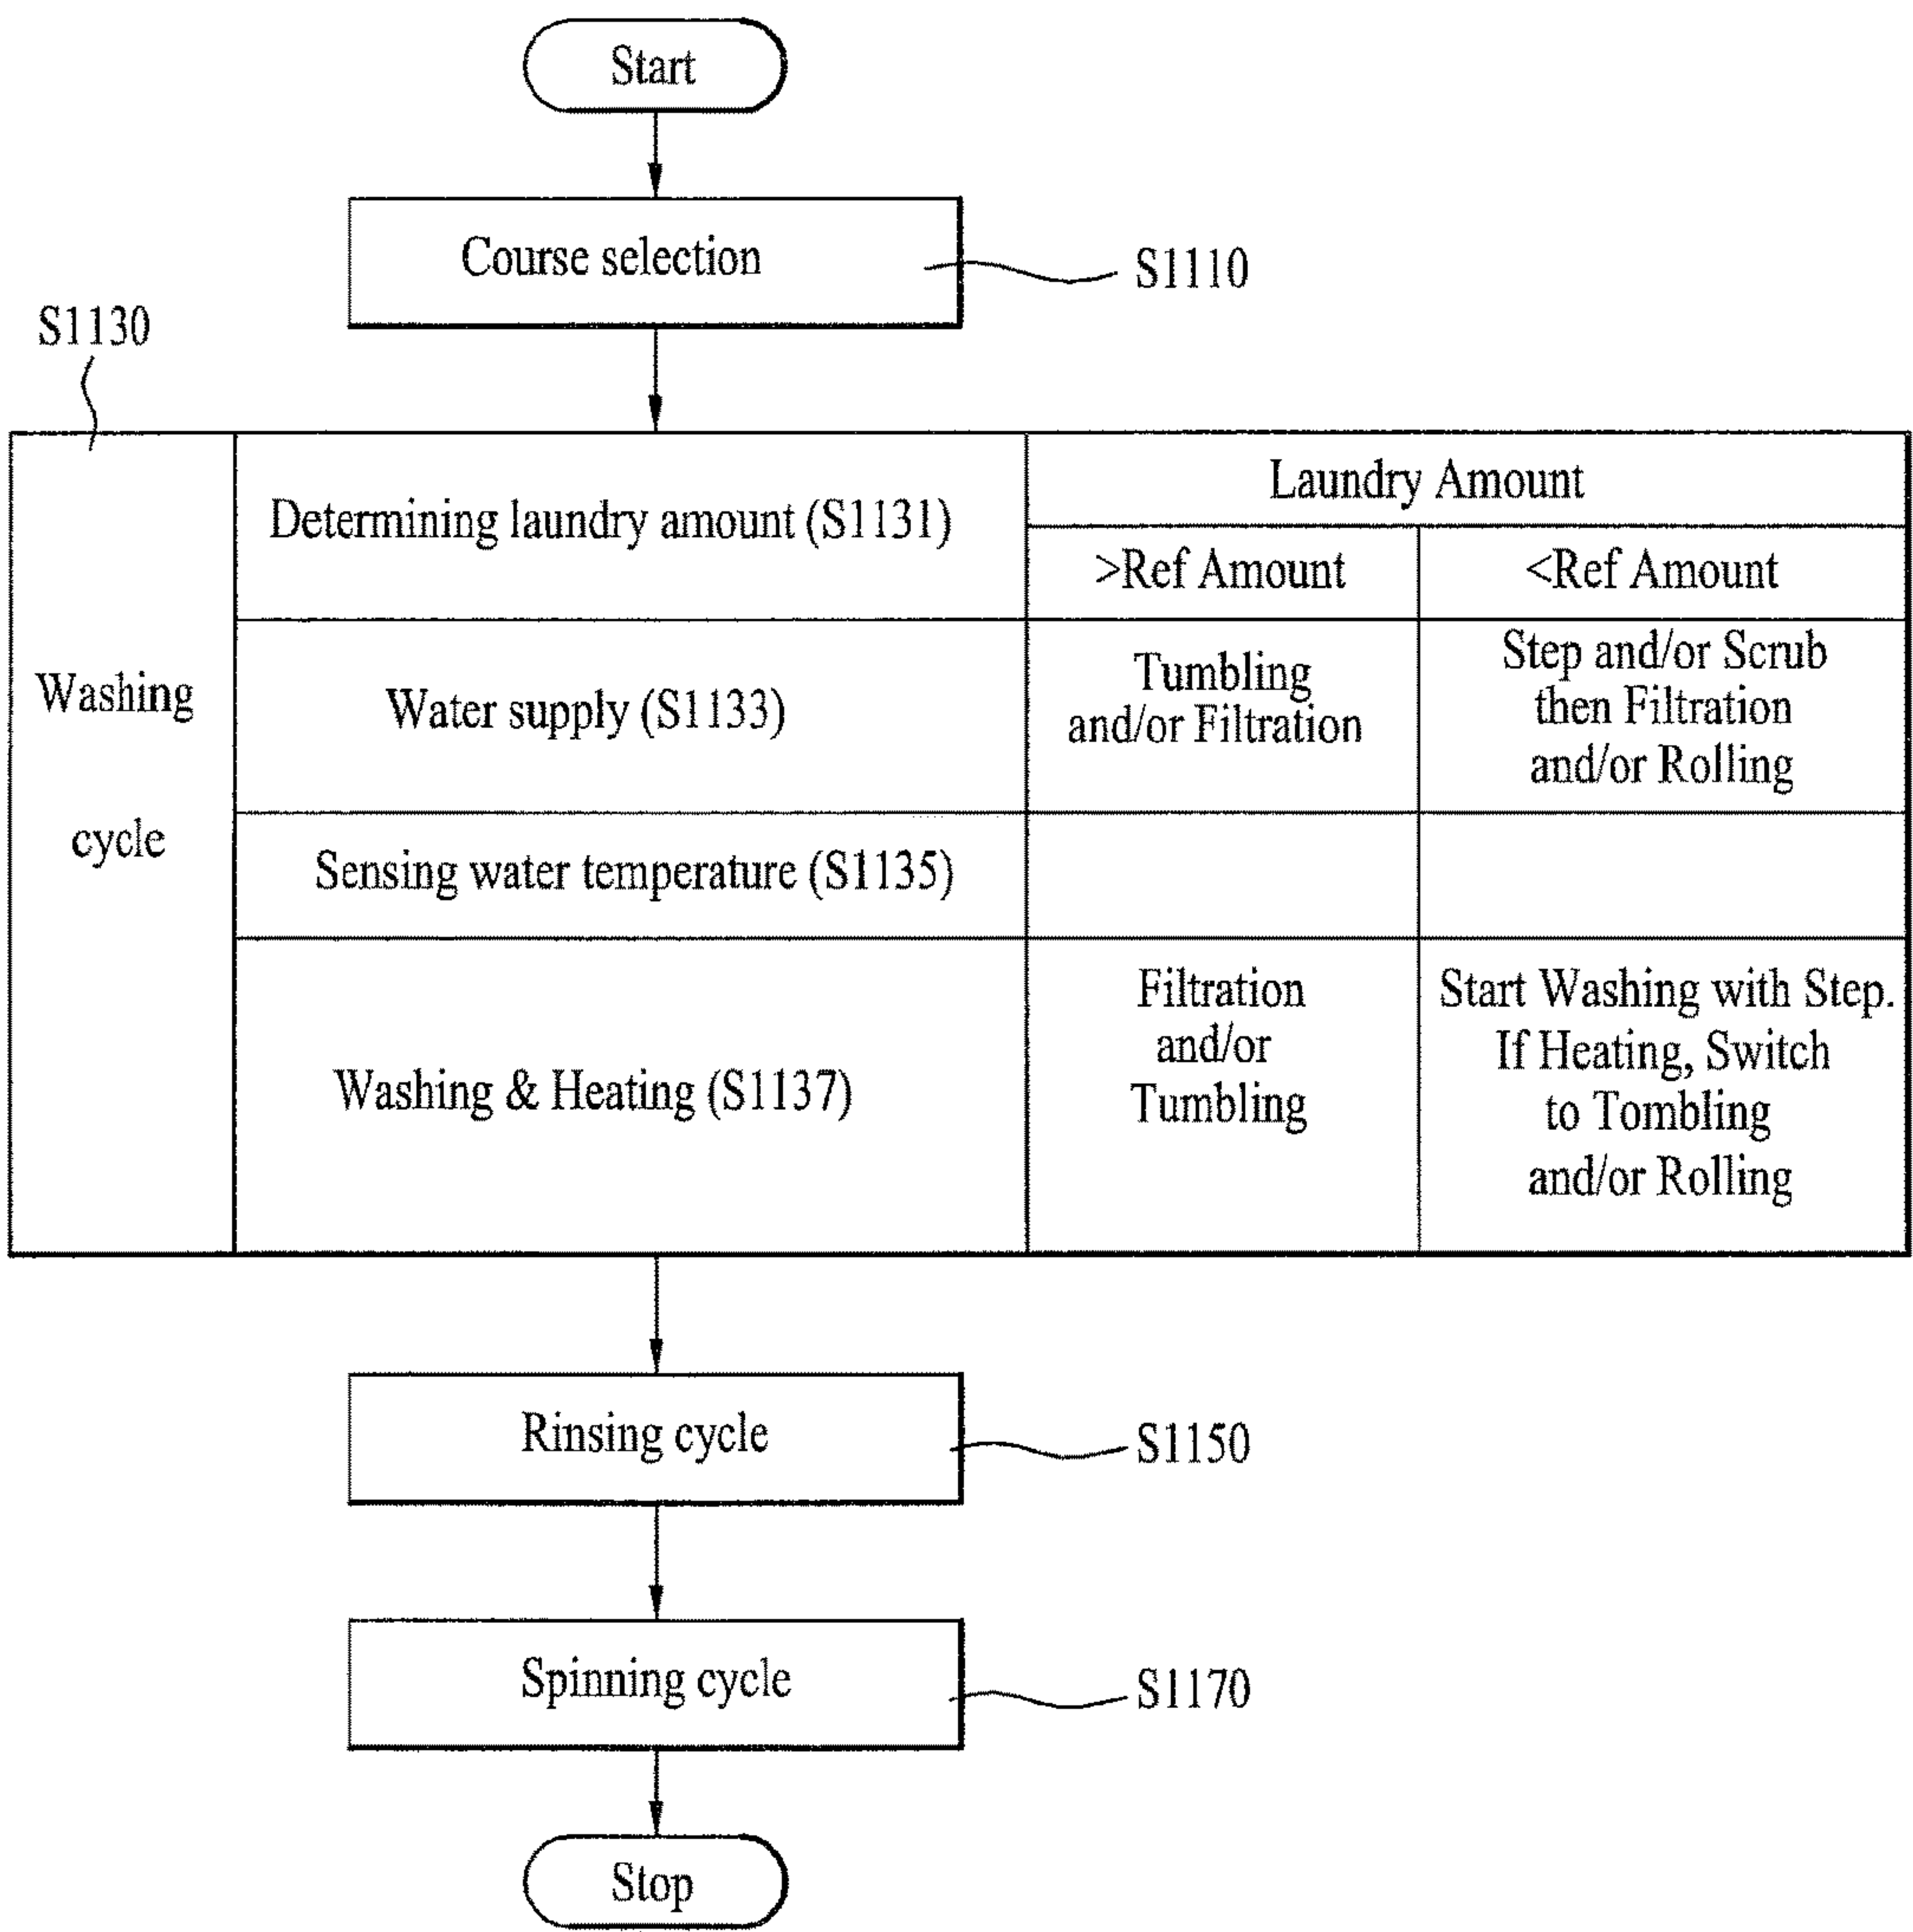 Start
Course selection
S1110
S1130
Washing
cycle
Determining laundry amount (S1131)
Laundry Amount
>Ref Amount
<Ref Amount
Water supply (S1133)
Tumbling
and/or Filtration
Step and/or Scrub
then Filtration
and/or Rolling
Sensing water temperature (S1135)
Washing & Heating (S1137)
Filtration
and/or
Tumbling
Start Washing with Step.
If Heating, Switch
to Tombling
and/or Rolling
Rinsing cycle
S1150
Spinning cycle
S1170
Stop